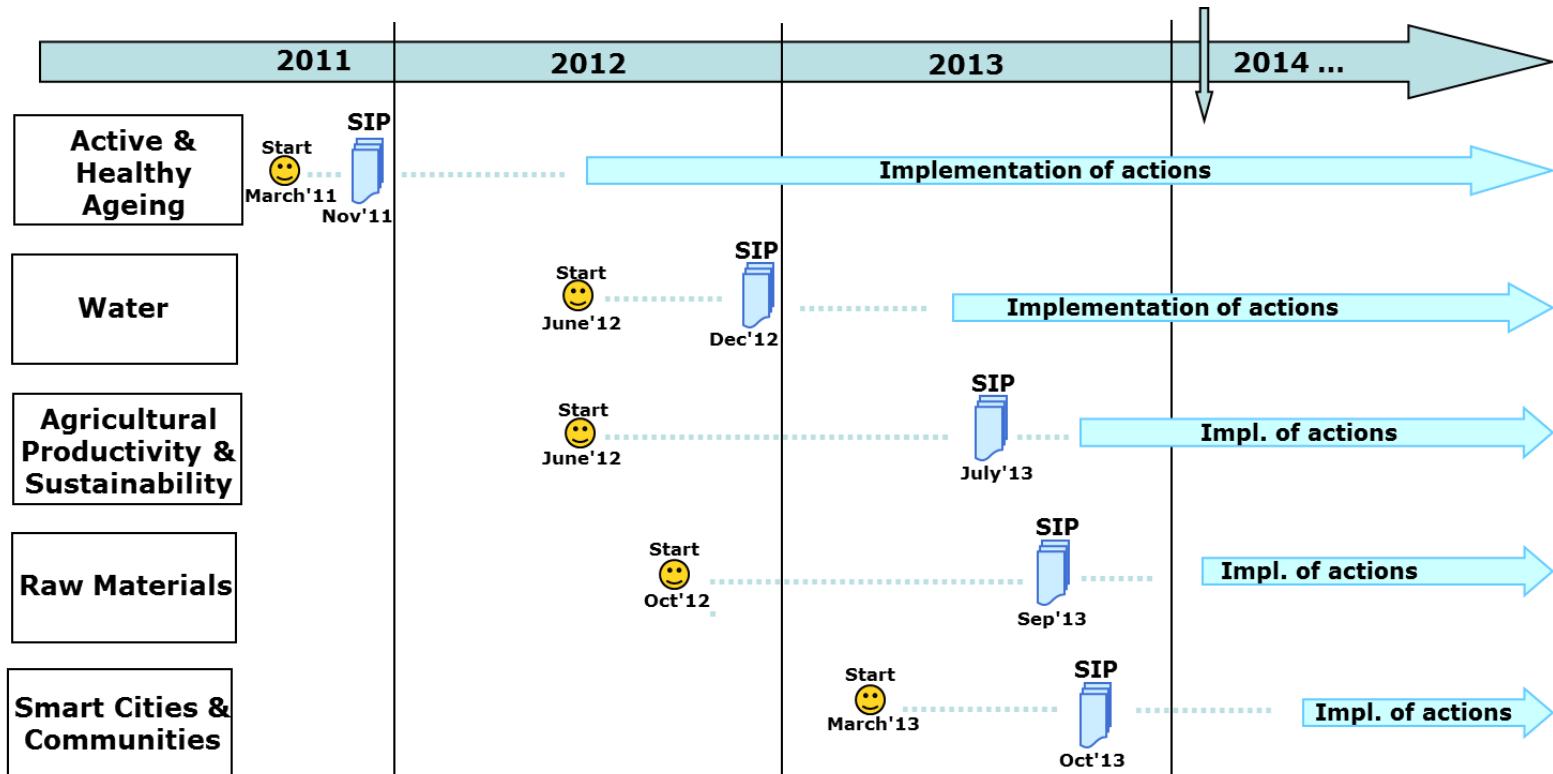 2011
2012
2013
2014 ...
Active &
Healthy
Ageing
Start
March'11
SIP
Nov'11
Implementation of actions
Water
Start
June'12
SIP
Dec'12
Implementation of actions
Agricultural
Productivity &
Sustainability
Start
June'12
SIP
July'13
Impl. of actions
Raw Materials
Start
Oct'12
SIP
Sep'13
Impl. of actions
Smart Cities &
Communities
Start
March'13
SIP
Oct'13
Impl. of actions